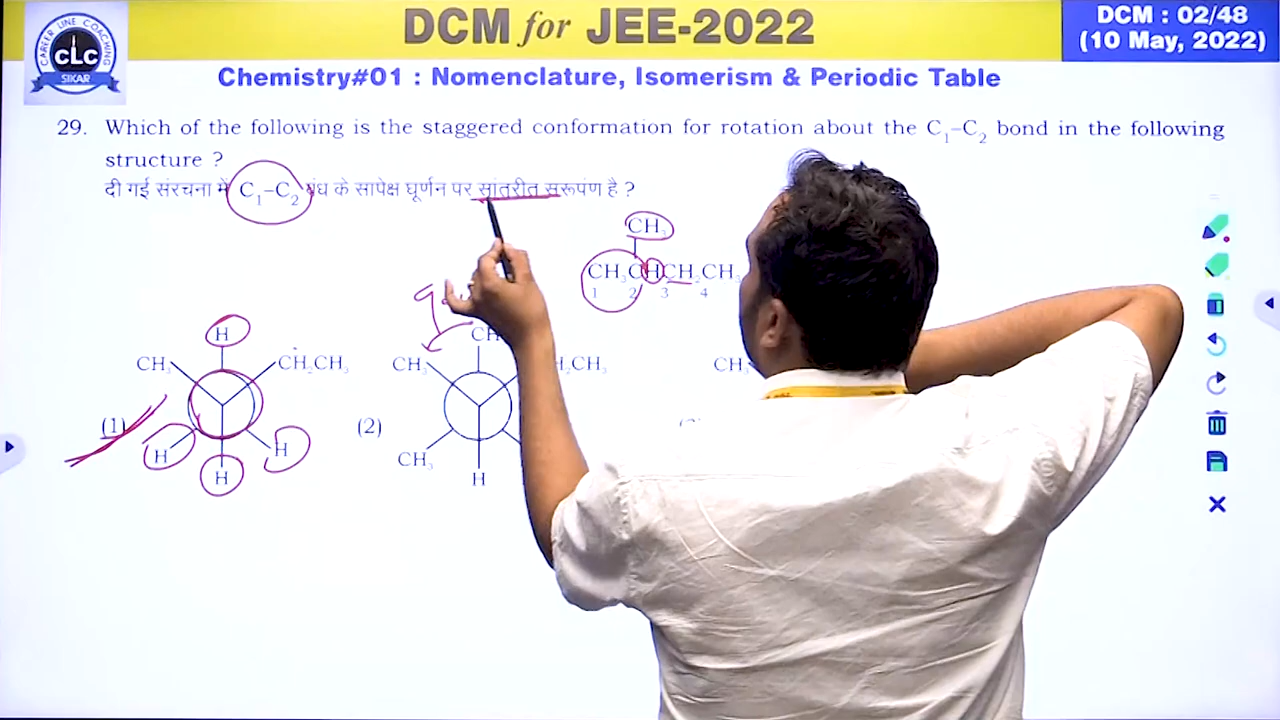 DCM for JEE-2022
DCM : 02/48
(10 May, 2022)
CAREER LINE COACHING
CLC
SIKAR
Chemistry#01 : Nomenclature, Isomerism & Periodic Table
29. Which of the following is the staggered conformation for rotation about the C₁–C₂ bond in the following
structure ?
दी गई संरचना में C₁–C₂ बंध के सापेक्ष घूर्णन पर सांतरीत सरूपंण है ?
CH₃
CH₃CHCH₂CH₃
1 2 3 4
(1)
H
CH₃
CH₂CH₃
H
H
H
(2)
CH₃
CH₃
H
CH₃